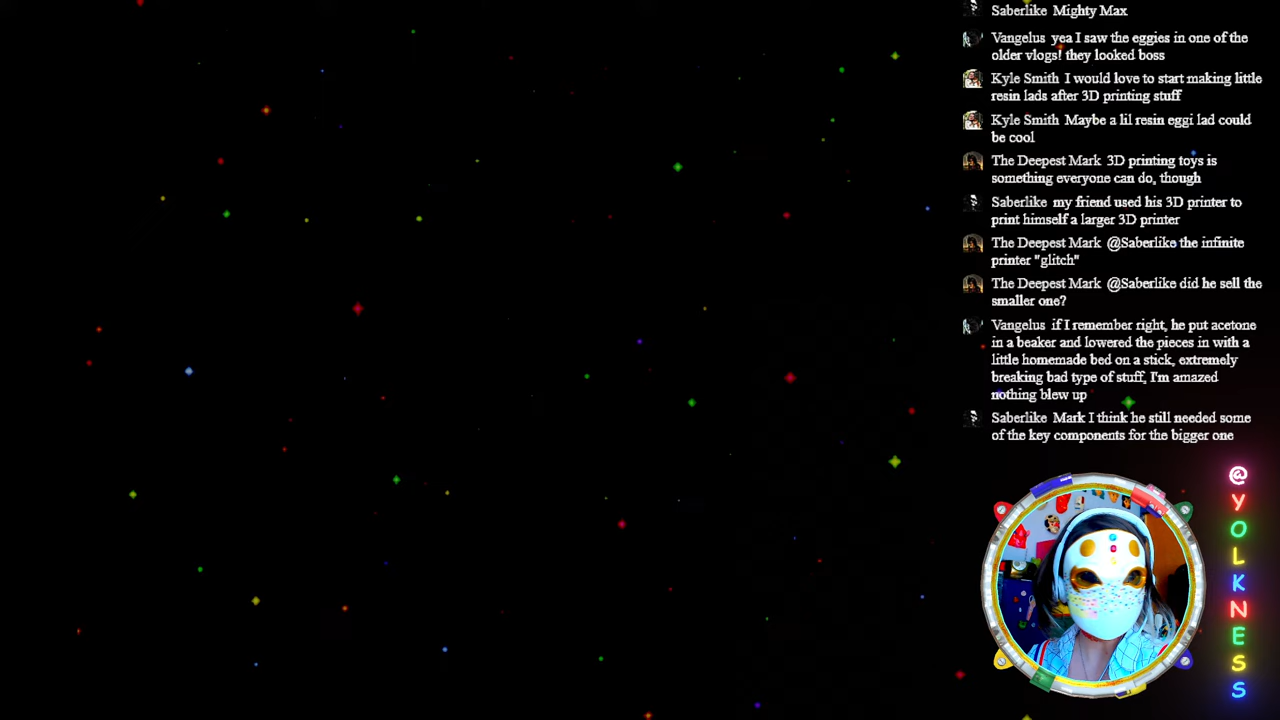 Saberlike Mighty Max
Vangelus yea I saw the eggies in one of the
older vlogs! they looked boss
Kyle Smith I would love to start making little
resin lads after 3D printing stuff
Kyle Smith Maybe a lil resin eggi lad could
be cool
The Deepest Mark 3D printing toys is
something everyone can do, though
Saberlike my friend used his 3D printer to
print himself a larger 3D printer
The Deepest Mark @Saberlike the infinite
printer "glitch"
The Deepest Mark @Saberlike did he sell the
smaller one?
Vangelus if I remember right, he put acetone
in a beaker and lowered the pieces in with a
little homemade bed on a stick, extremely
breaking bad type of stuff, I'm amazed
nothing blew up
Saberlike Mark I think he still needed some
of the key components for the bigger one
@YOLKNESS